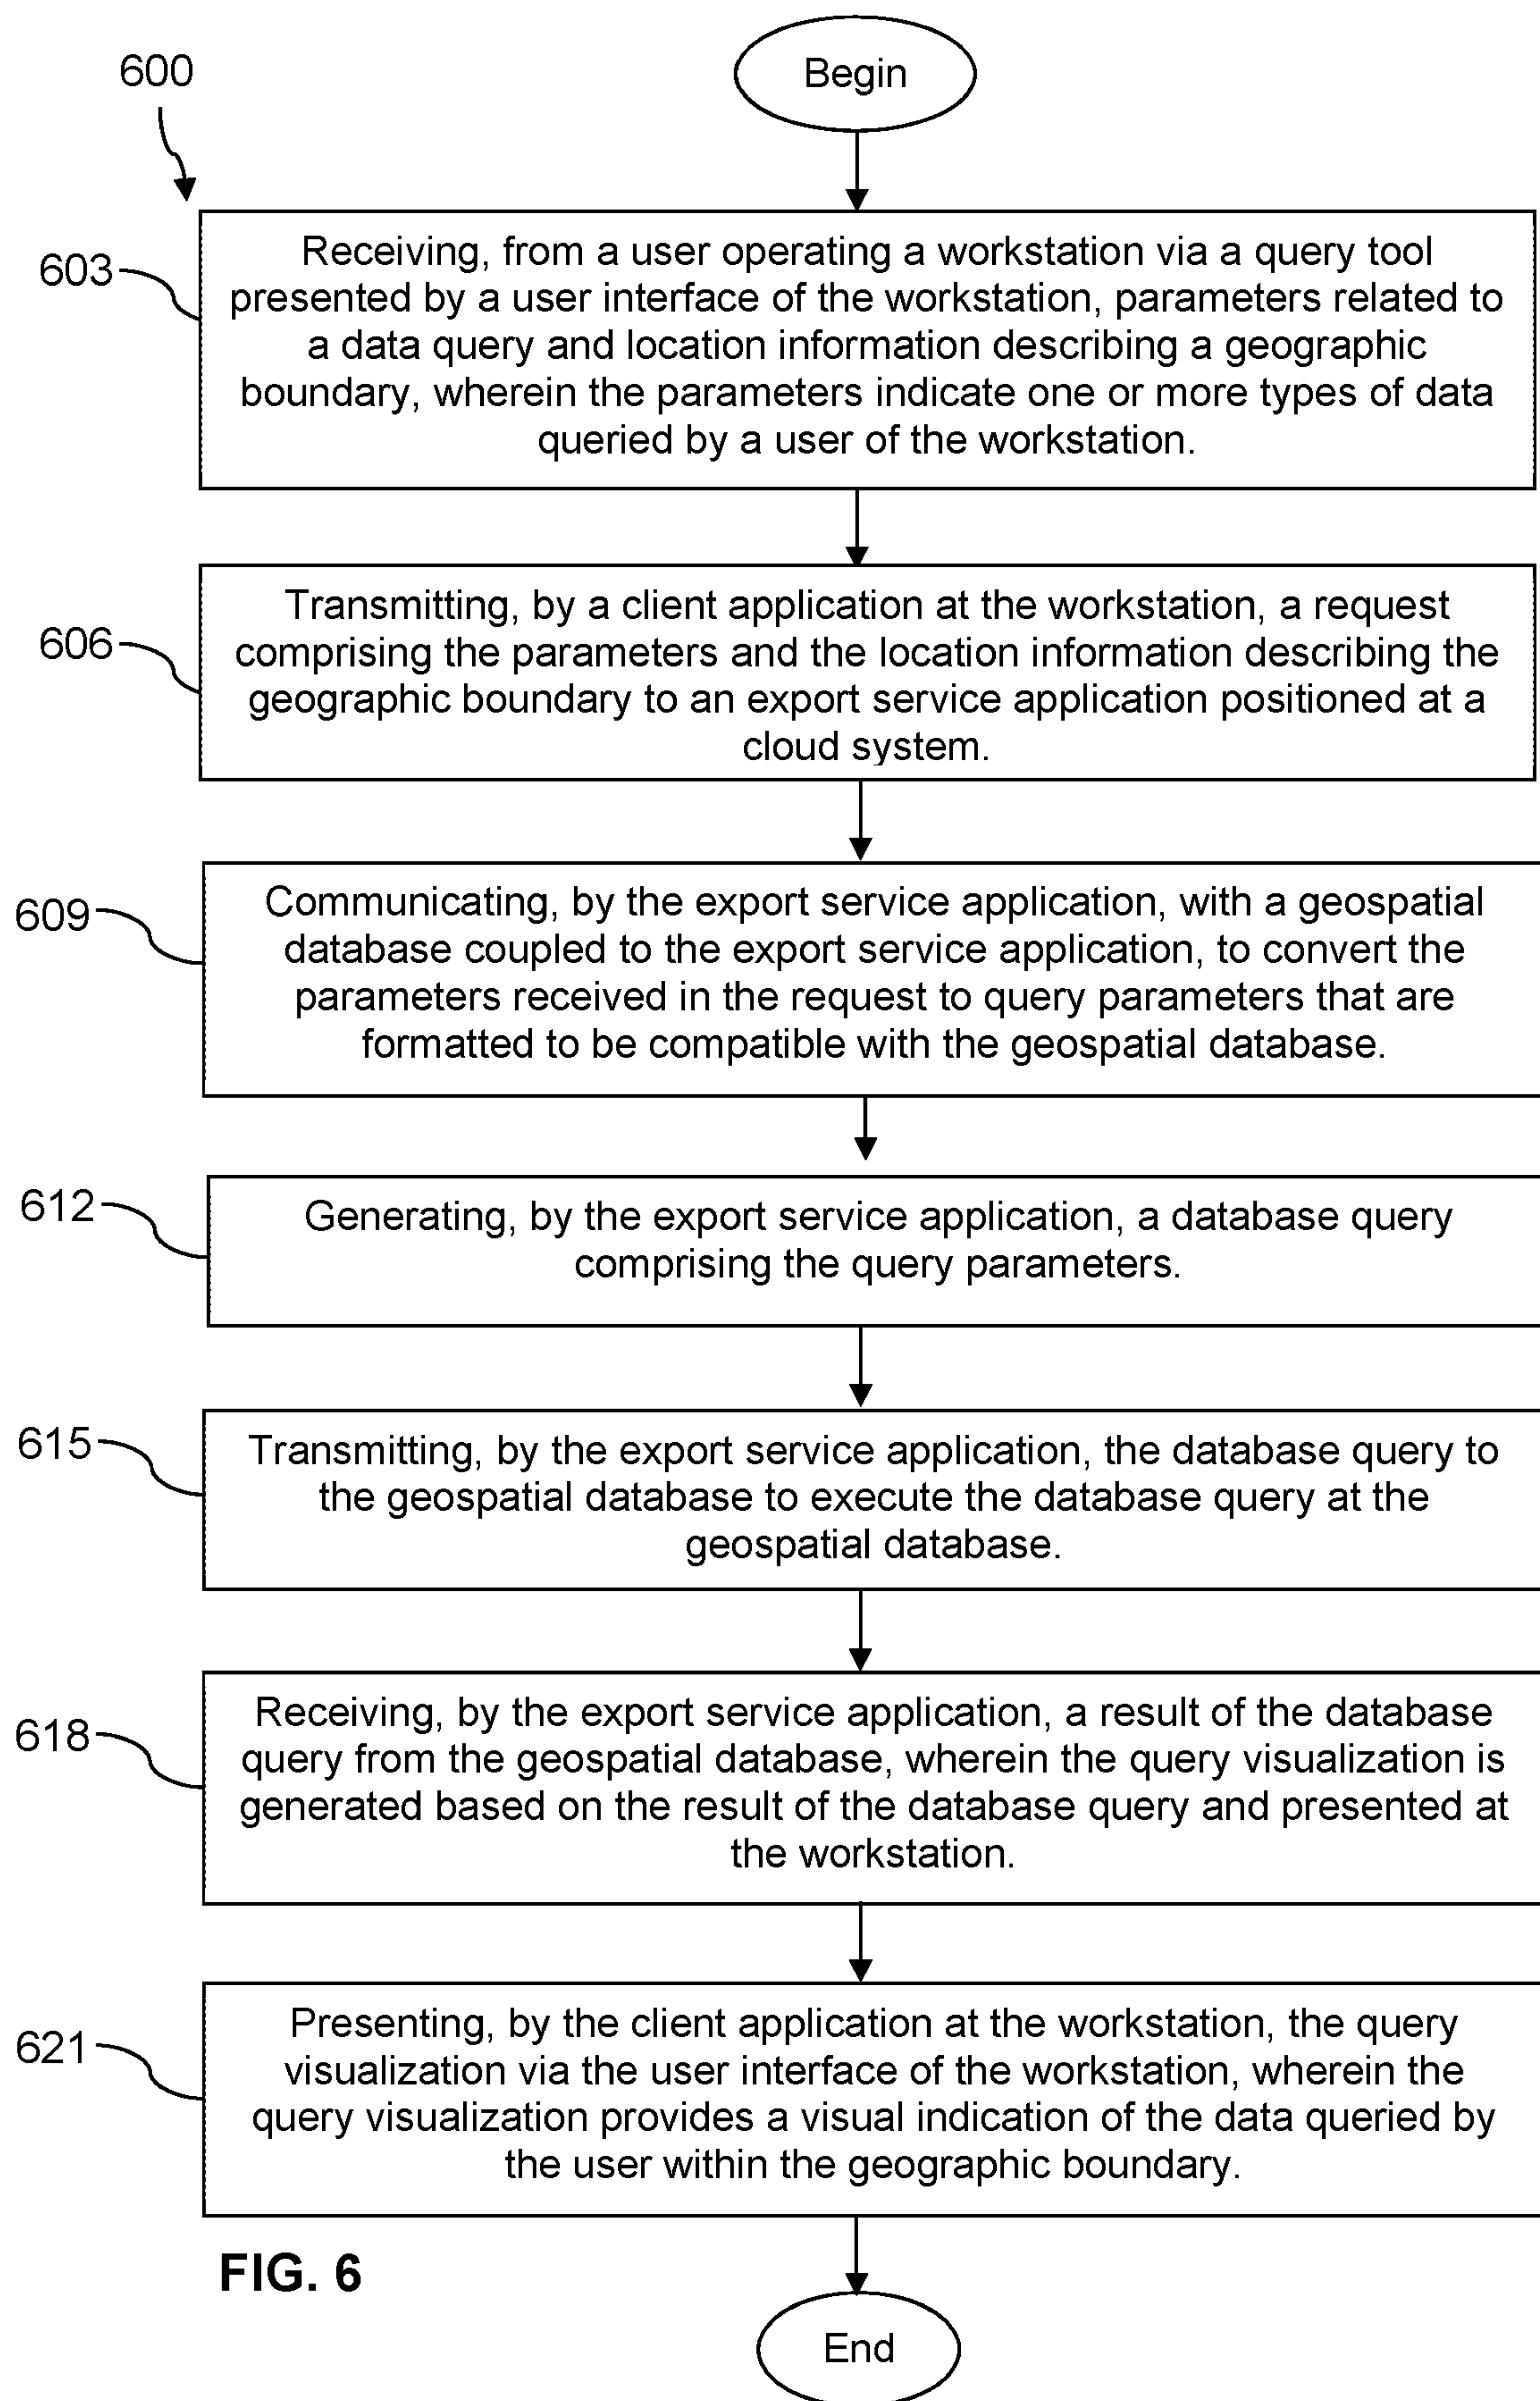 Begin
600
603
Receiving, from a user operating a workstation via a query tool
presented by a user interface of the workstation, parameters related to
a data query and location information describing a geographic
boundary, wherein the parameters indicate one or more types of data
queried by a user of the workstation.
606
Transmitting, by a client application at the workstation, a request
comprising the parameters and the location information describing the
geographic boundary to an export service application positioned at a
cloud system.
609
Communicating, by the export service application, with a geospatial
database coupled to the export service application, to convert the
parameters received in the request to query parameters that are
formatted to be compatible with the geospatial database.
612
Generating, by the export service application, a database query
comprising the query parameters.
615
Transmitting, by the export service application, the database query to
the geospatial database to execute the database query at the
geospatial database.
618
Receiving, by the export service application, a result of the database
query from the geospatial database, wherein the query visualization is
generated based on the result of the database query and presented at
the workstation.
621
Presenting, by the client application at the workstation, the query
visualization via the user interface of the workstation, wherein the
query visualization provides a visual indication of the data queried by
the user within the geographic boundary.
FIG. 6
End